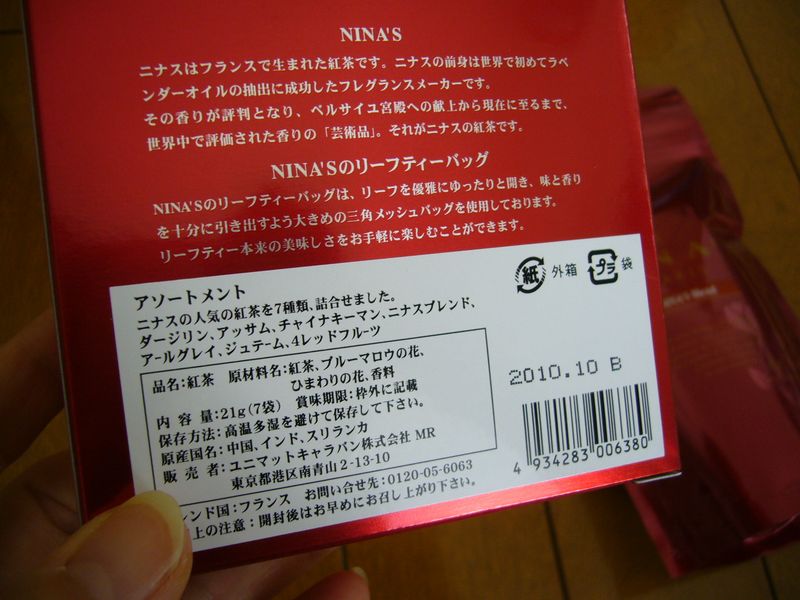 NINA'S
ニナスはフランスで生まれた紅茶です。ニナスの前身は世界で初めてラベ
ンダーオイルの抽出に成功したフレグランスメーカーです。
その香りが評判となり、ベルサイユ宮殿への献上から現在に至るまで、
世界中で評価された香りの「芸術品」。それがニナスの紅茶です。
NINA'Sのリーフティーバッグ
NINA'Sのリーフティーバッグは、リーフを優雅にゆったりと開き、味と香り
を十分に引き出すよう大きめの三角メッシュバッグを使用しております。
リーフティー本来の美味しさをお手軽に楽しむことができます。
紙 外箱 プラ 袋
アソートメント
ニナスの人気の紅茶を7種類、詰合せました。
ダージリン、アッサム、チャイナキーマン、ニナスブレンド、
アールグレイ、ジュテーム、4レッドフルーツ
品名:紅茶 原材料名:紅茶、ブルーマロウの花、
ひまわりの花、香料
内 容 量:21g(7袋) 賞味期限:枠外に記載
保存方法:高温多湿を避けて保存して下さい。
原産国名:中国、インド、スリランカ
販 売 者:ユニマットキャラバン株式会社 MR
東京都港区南青山2-13-10
2010.10 B
4 934283 006380
ンド国:フランス お問い合せ先:0120-05-6063
上の注意:開封後はお早めにお召し上がり下さい。